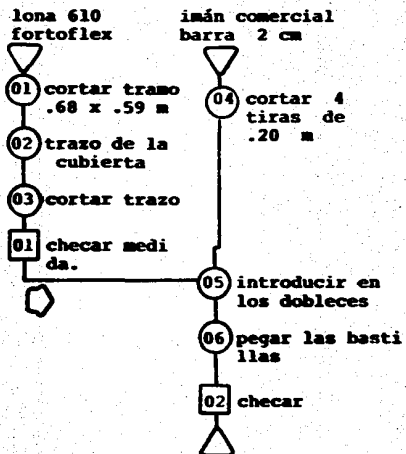 lona 610
fortoflex
imán comercial
barra 2 cm
01 cortar tramo
.68 x .59 m
02 trazo de la
cubierta
03 cortar trazo
01 checar medi
da.
04 cortar 4
tiras de
.20 m
05 introducir en
los dobleces
06 pegar las basti
llas
02 checar